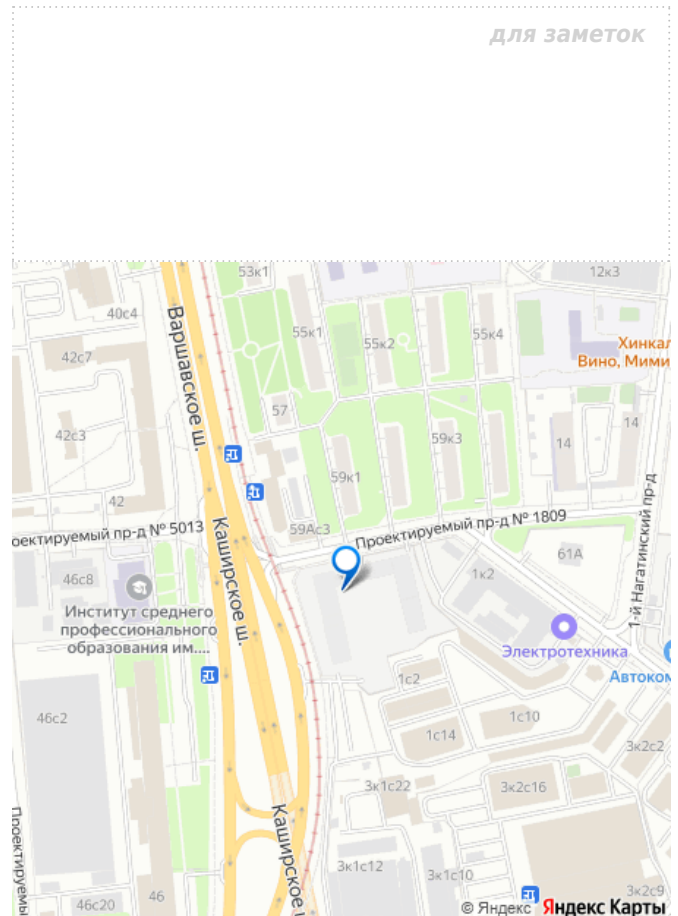 для заметок
53к1
12к3
40с4
Варшавское ш.
55к1
55к2
55к4
Хинкал
Вино, Мими
42с7
57
42с3
14
14
59к3
59к1
42
59Ас3
оектируемый пр-д № 5013
Проектируемый пр-д № 1809
1-й Нагатинский пр-д
Каширское ш.
61А
46с8
1к2
Институт среднего
профессионального
образования им....
Электротехника
Автоком
1с2
46с2
1с10
1с14
3к2с2
3к1с22
3к2с16
Проектируемы
Каширское
3к1с12
3к1с10
3к2с9
46
46с20
© Яндекс Яндекс Карты